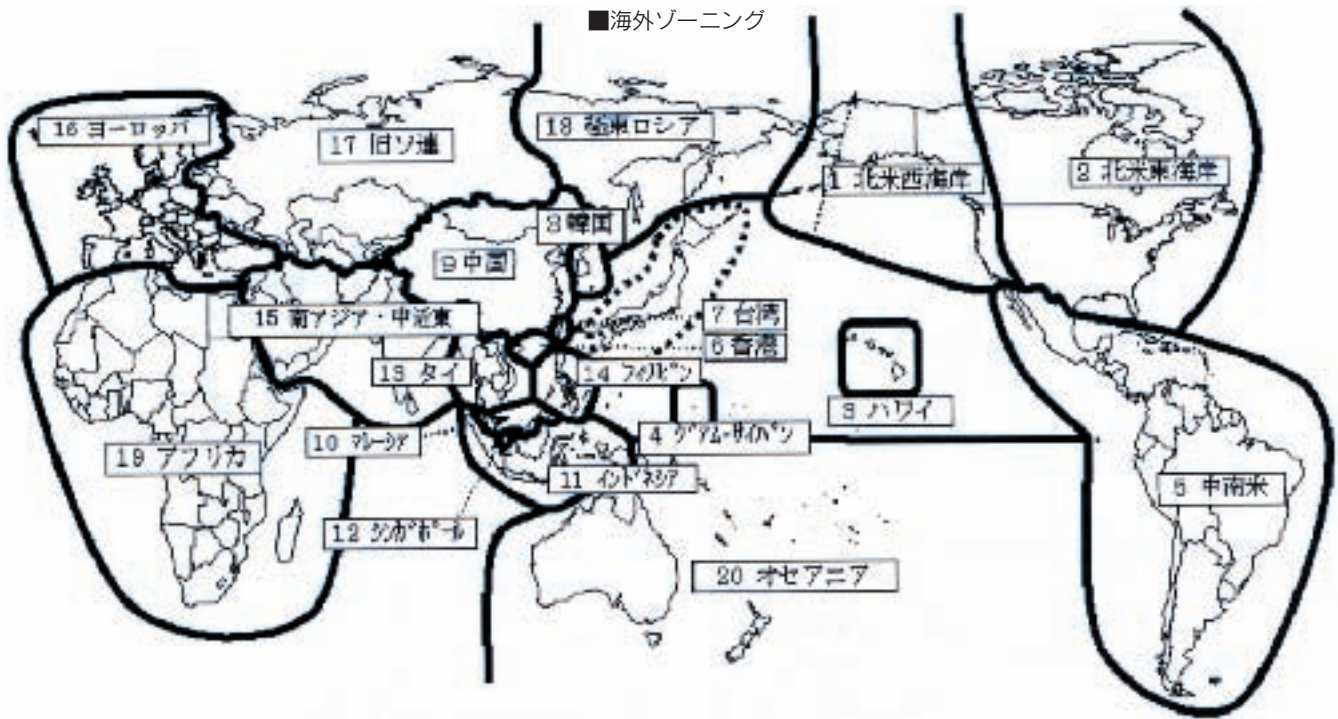 ■海外ゾーニング
16 ヨーロッパ
17 旧ソ連
18 極東ロシア
1 北米西海岸
2 北米東海岸
8 韓国
9 中国
15 南アジア・中近東
7 台湾
6 香港
13 タイ
14 フィリピン
3 ハワイ
10 マレーシア
4 グアム・サイパン
19 アフリカ
11 インドネシア
5 中南米
12 シンガポール
20 オセアニア